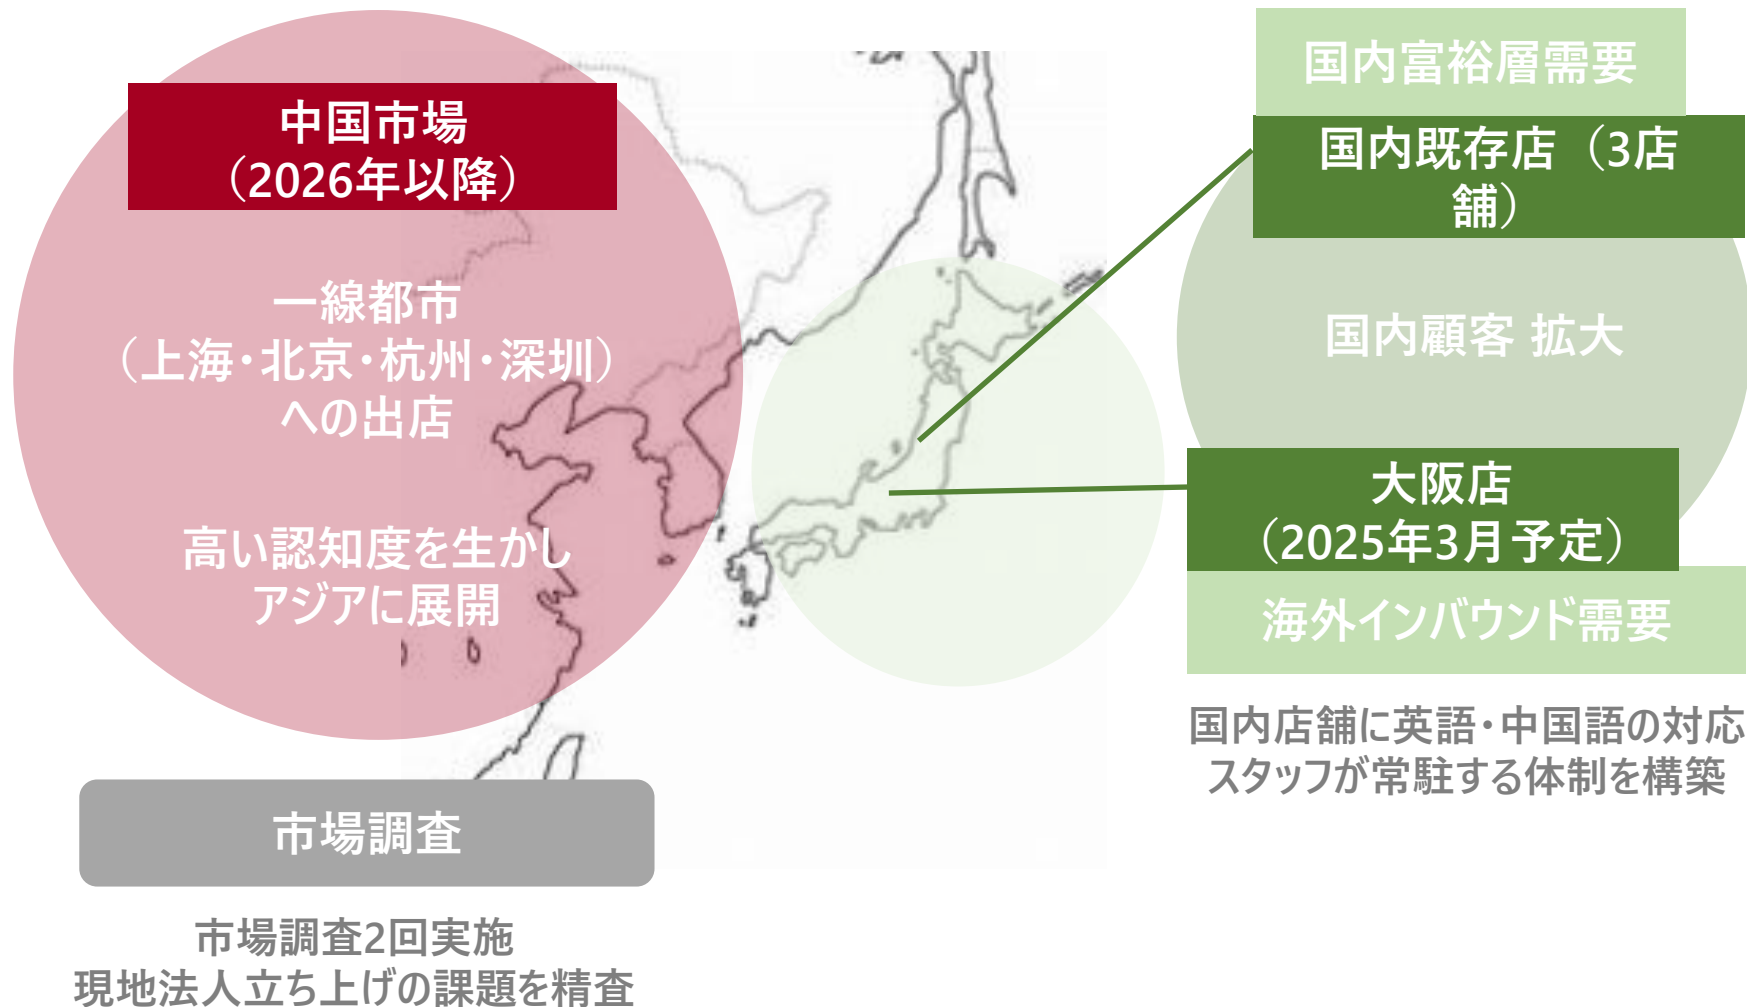 中国市場
（2026年以降）
一線都市
（上海・北京・杭州・深圳）
への出店
高い認知度を生かし
アジアに展開
市場調査
市場調査2回実施
現地法人立ち上げの課題を精査
国内富裕層需要
国内既存店（3店
舗）
国内顧客 拡大
大阪店
（2025年3月予定）
海外インバウンド需要
国内店舗に英語・中国語の対応
スタッフが常駐する体制を構築